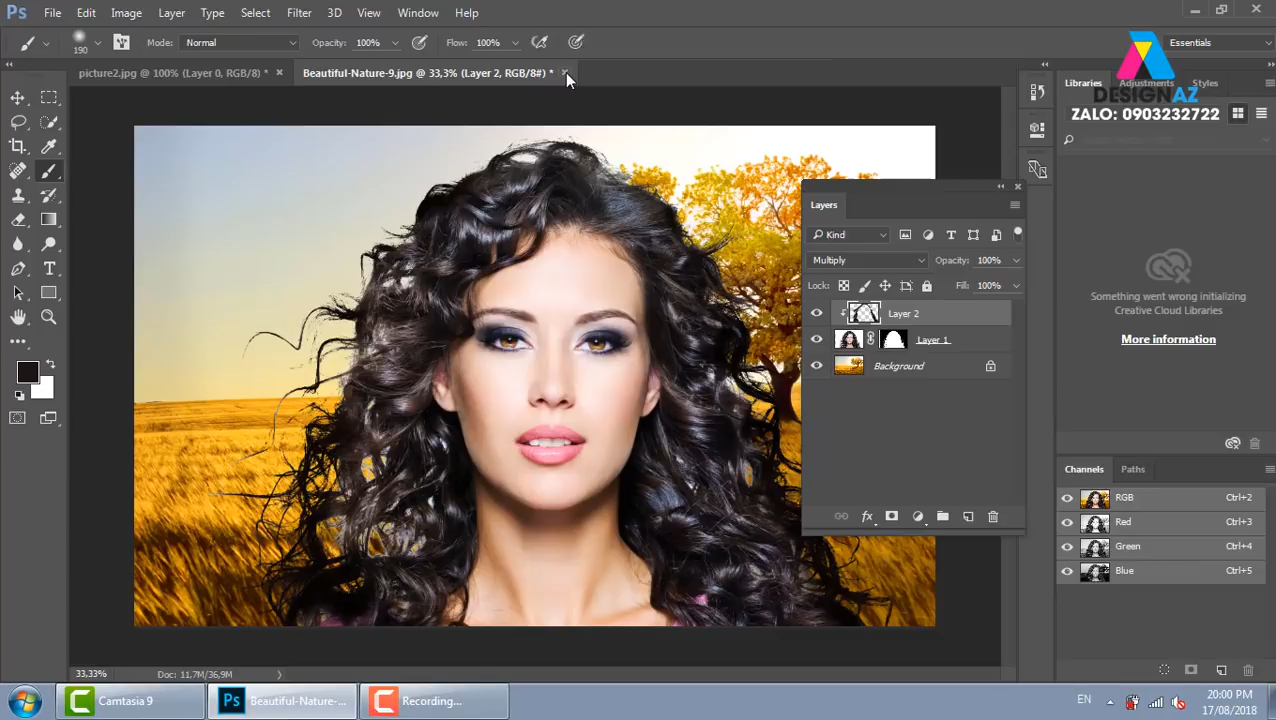 Ps File Edit Image Layer Type Select Filter 3D View Window Help
190 Mode: Normal Opacity: 100% Flow: 100% Essentials
picture2.jpg @ 100% (Layer 0, RGB/8) * × Beautiful-Nature-9.jpg @ 33,3% (Layer 2, RGB/8#) * ×
Libraries Adjustments Styles
DESIGNAZ
ZALO: 0903232722
Layers
Kind
Multiply Opacity: 100%
Lock: Fill: 100%
Layer 2
Layer 1
Background
Something went wrong initializing
Creative Cloud Libraries
More information
Channels Paths
RGB Ctrl+2
Red Ctrl+3
Green Ctrl+4
Blue Ctrl+5
fx
33,33% Doc: 11,7M/36,9M
Camtasia 9 Ps Beautiful-Nature-... Recording... EN 20:00 PM
17/08/2018